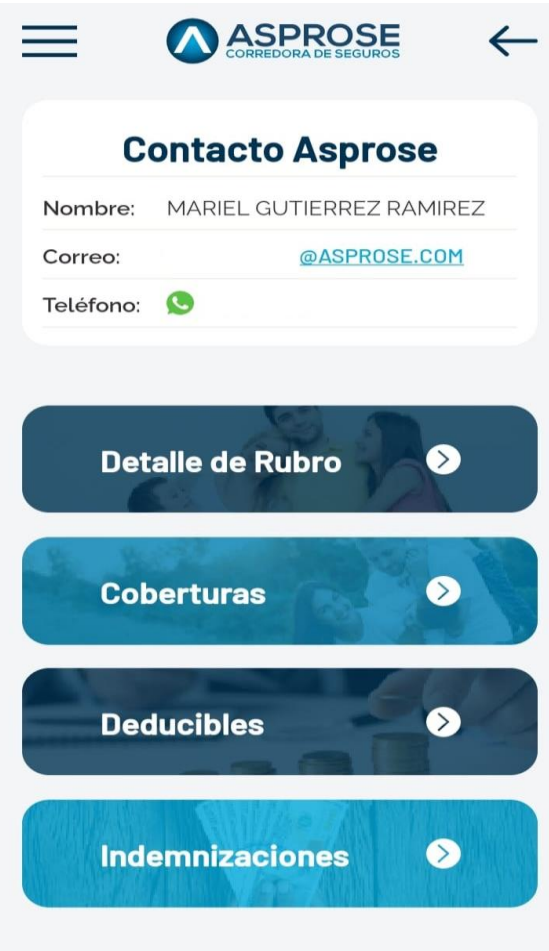 ASPROSE
CORREDORA DE SEGUROS
Contacto Asprose
Nombre: MARIEL GUTIERREZ RAMIREZ
Correo: @ASPROSE.COM
Teléfono:
Detalle de Rubro
Coberturas
Deducibles
Indemnizaciones